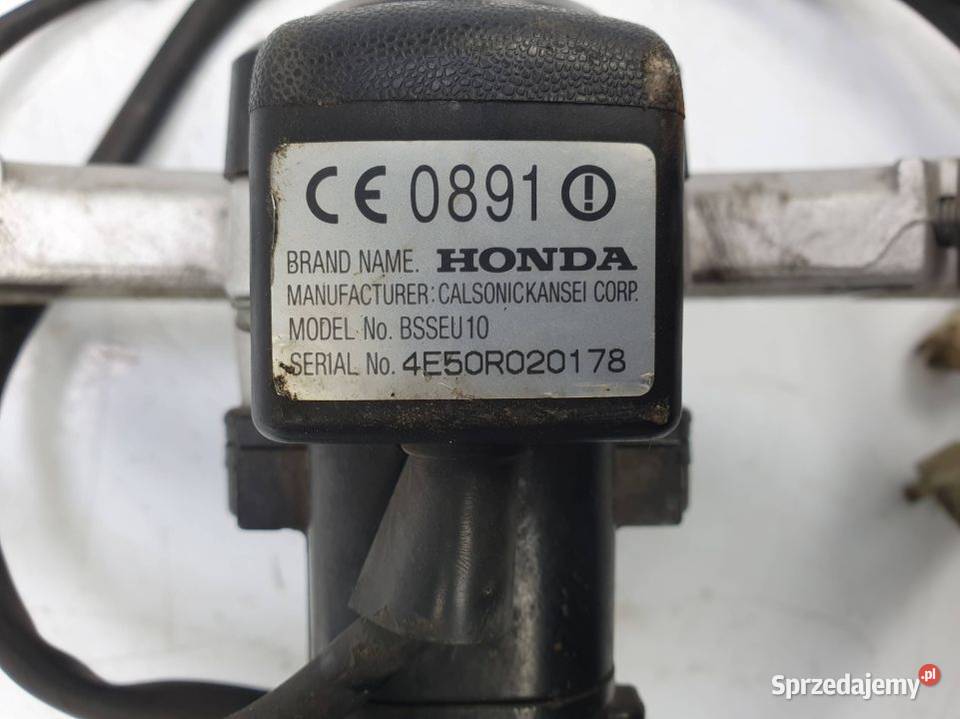 CE 0891
BRAND NAME. HONDA
MANUFACTURER: CALSONICKANSEI CORP.
MODEL No. BSSEU10
SERIAL No. 4E50R020178
Sprzedajemy.pl